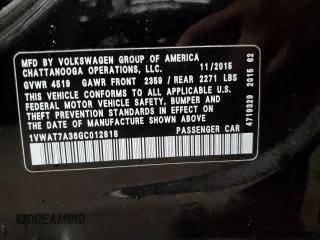 MFD BY VOLKSWAGEN GROUP OF AMERICA
CHATTANOOGA OPERATIONS, LLC. 11/2015
GVWR 4519 GAWR FRONT 2359 / REAR 2271 LBS
THIS VEHICLE CONFORMS TO ALL APPLICABLE U.S.
FEDERAL MOTOR VEHICLE SAFETY, BUMPER AND
THEFT PREVENTION STANDARDS IN EFFECT ON THE
DATE OF MANUFACTURE SHOWN ABOVE.
1VWAT7A36GC012818 PASSENGER CAR
4719329 2015 62
© DREAMBID